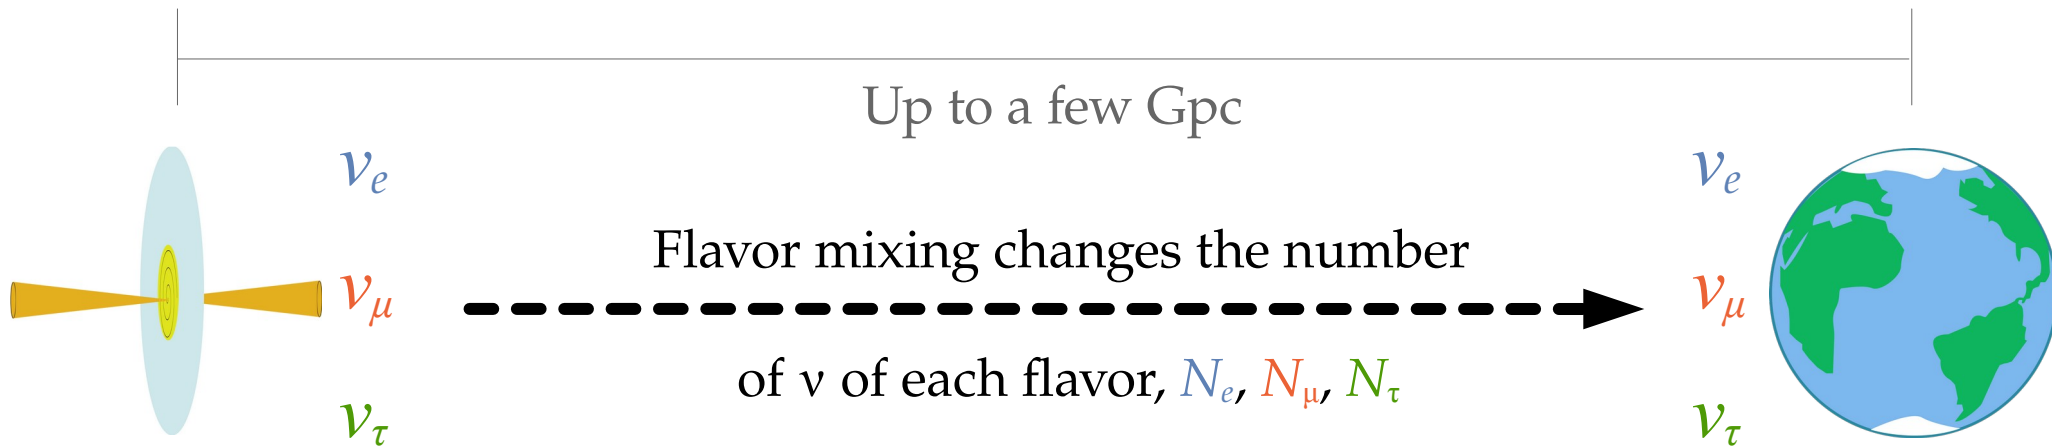 Up to a few Gpc
νe
νe
Flavor mixing changes the number
νμ
νμ
of ν of each flavor, Ne, Nμ, Nτ
ντ
ντ